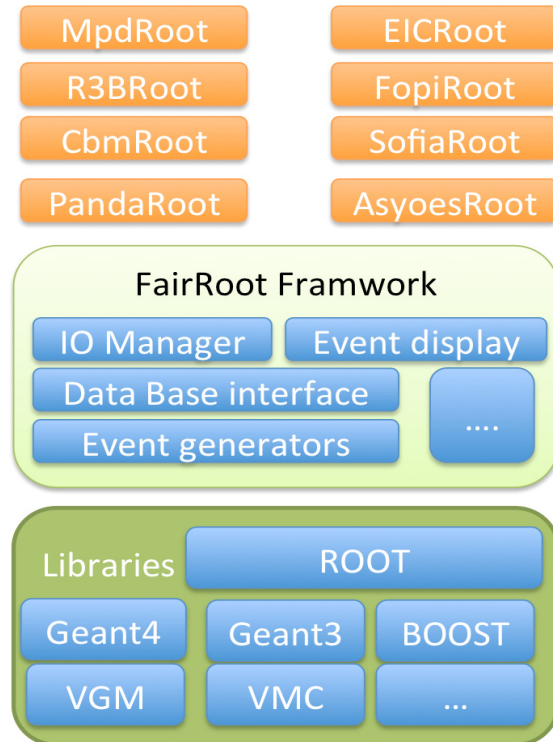 MpdRoot EICRoot
R3BRoot FopiRoot
CbmRoot SofiaRoot
PandaRoot AsyoesRoot
FairRoot Framwork
IO Manager Event display
Data Base interface
....
Event generators
Libraries ROOT
Geant4 Geant3 BOOST
VGM VMC ...